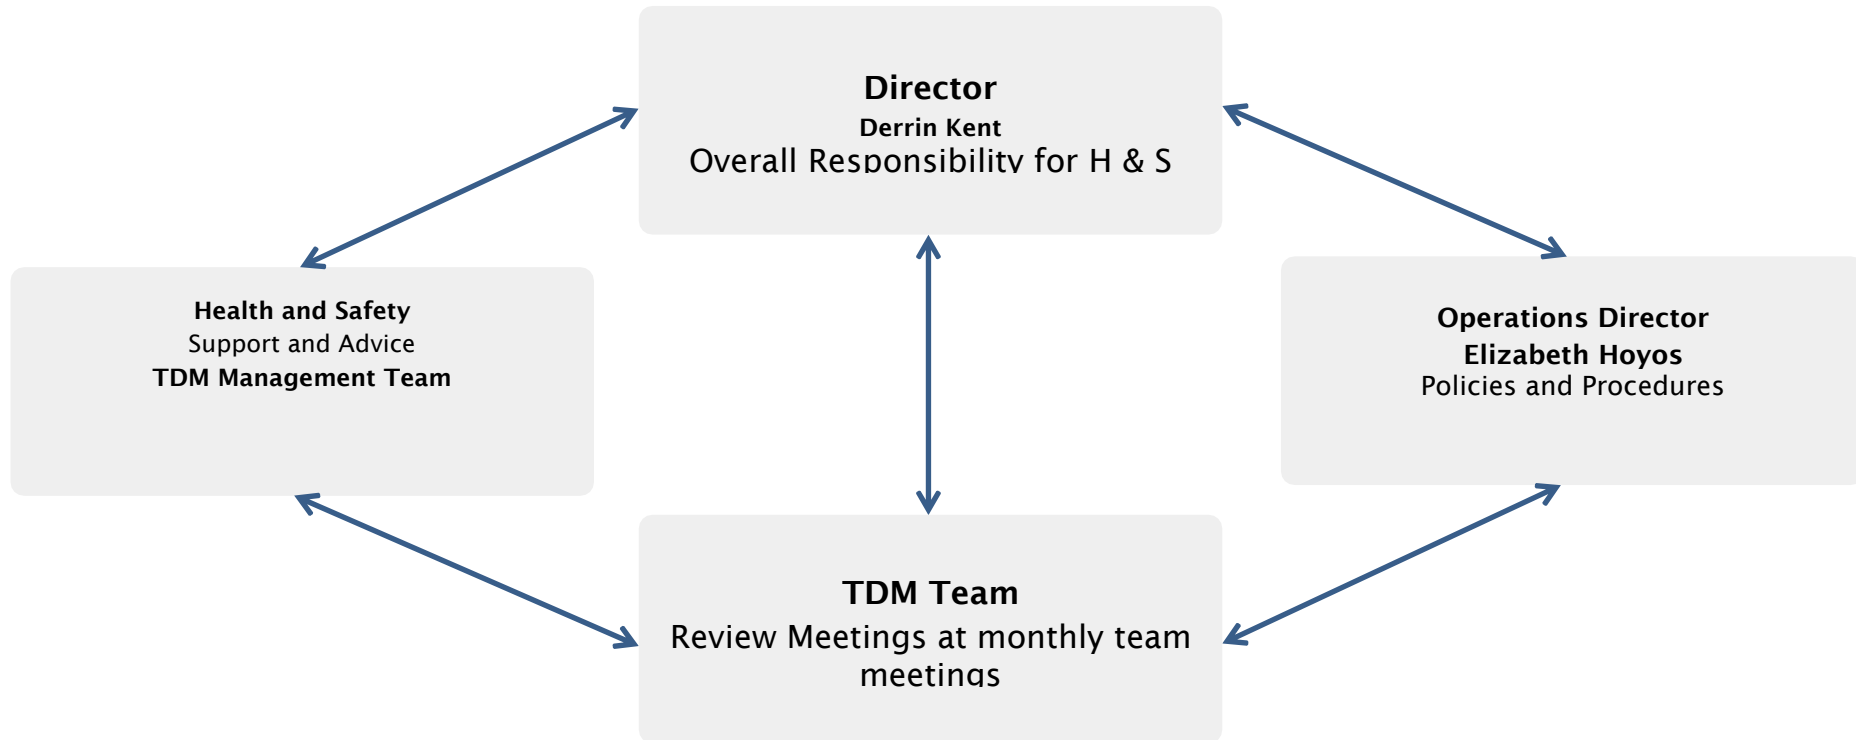 Director
Derrin Kent
Overall Responsibility for H & S
Health and Safety
Support and Advice
TDM Management Team
Operations Director
Elizabeth Hoyos
Policies and Procedures
TDM Team
Review Meetings at monthly team
meetings